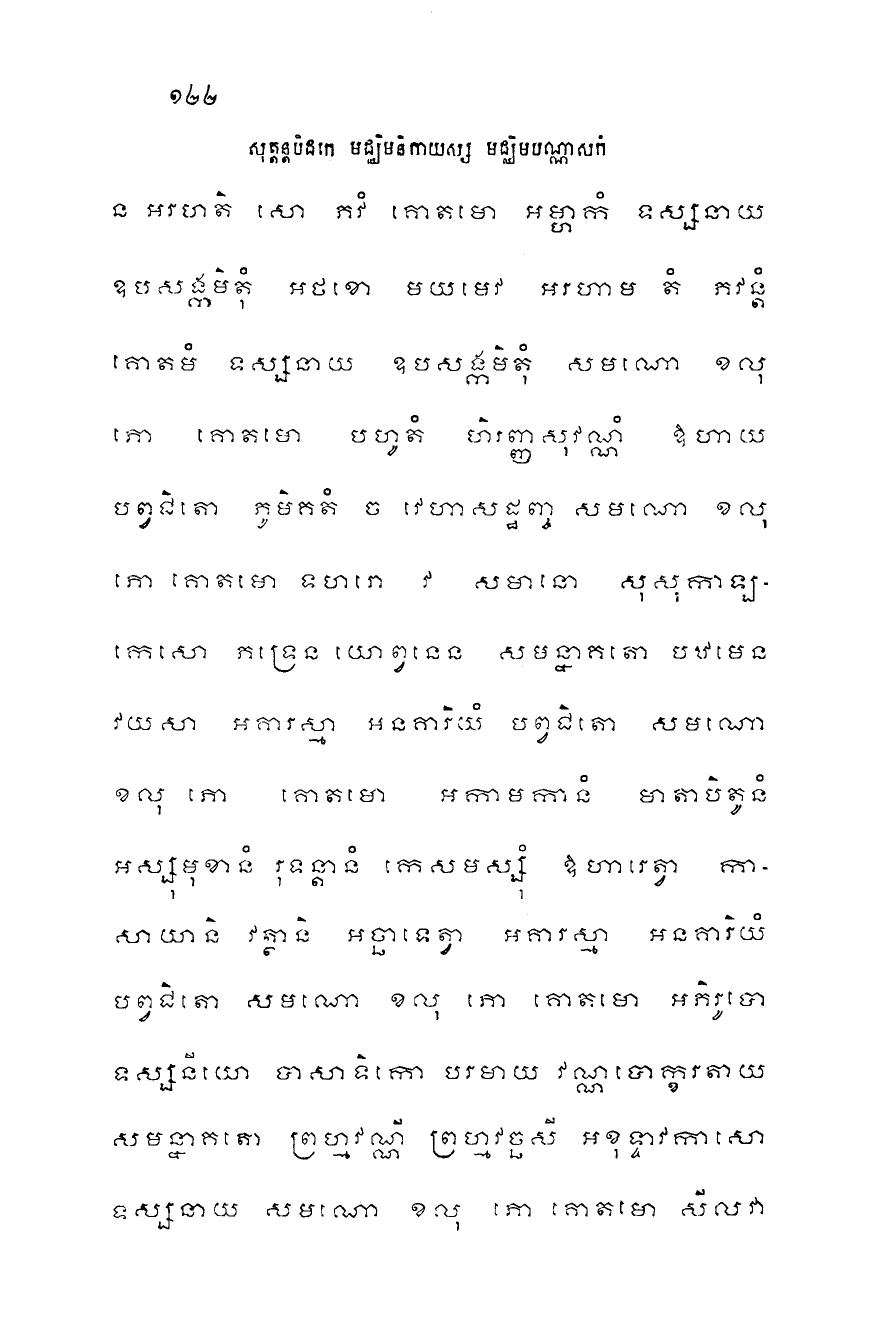 ១៤៤
សុត្តន្តបិដកេ មជ្ឈិមនិកាយស្ស មជ្ឈិមបណ្ណាសកំ
ន អរហតិ សោ ភវំ គោតមោ អម្ហាកំ ទស្សនាយ
ឧបសង្កមិតុំ អថខោ មយមេវ អរហាម តំ ភវន្តំ
គោតមំ ទស្សនាយ ឧបសង្កមិតុំ សមណោ ខលុ
ភោ គោតមោ បហូតំ ហិរញ្ញសុវណ្ណំ ឱហាយ
បព្វជិតោ ភូមិគតំ ច វេហាសដ្ឋញ្ច សមណោ ខលុ
ភោ គោតមោ ទហរោ វ សមានោ សុសុកាឡ-
កេសោ ភទ្រេន យោព្វនេន សមន្នាគតោ បឋមេន
វយសា អគារស្មា អនគារិយំ បព្វជិតោ សមណោ
ខលុ ភោ គោតមោ អកាមកានំ មាតាបិតូនំ
អស្សុមុខានំ រុទន្តានំ កេសមស្សុំ ឱហារេត្វា កា-
សាយានិ វត្ថានិ អច្ឆាទេត្វា អគារស្មា អនគារិយំ
បព្វជិតោ សមណោ ខលុ ភោ គោតមោ អភិរូបោ
ទស្សនីយោ បាសាទិកោ បរមាយ វណ្ណបោក្ខរតាយ
សមន្នាគតោ ព្រហ្មវណ្ណី ព្រហ្មវច្ឆសី អខុទ្ទាវកាសោ
ទស្សនាយ សមណោ ខលុ ភោ គោតមោ សីលវា